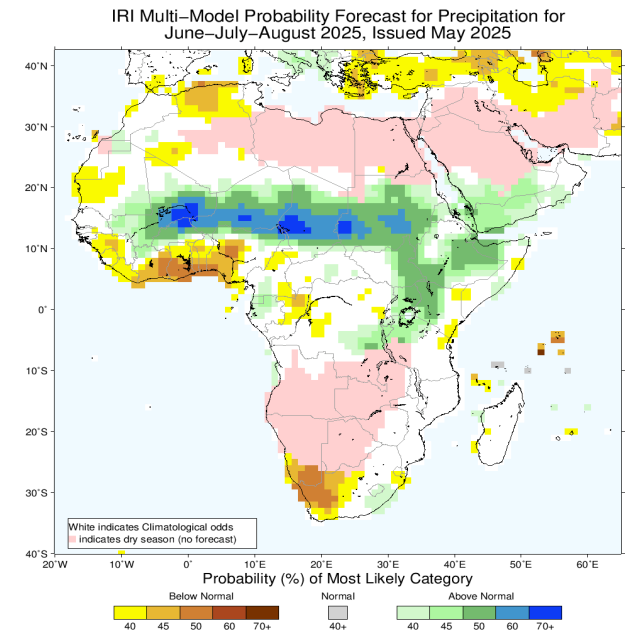 IRI Multi−Model Probability Forecast for Precipitation for
June−July−August 2025, Issued May 2025
40°N
30°N
20°N
10°N
0°
10°S
20°S
30°S
40°S
White indicates Climatological odds
indicates dry season (no forecast)
20°W 10°W 0° 10°E 20°E 30°E 40°E 50°E 60°E
Probability (%) of Most Likely Category
Below Normal Normal Above Normal
40 45 50 60 70+ 40+ 40 45 50 60 70+